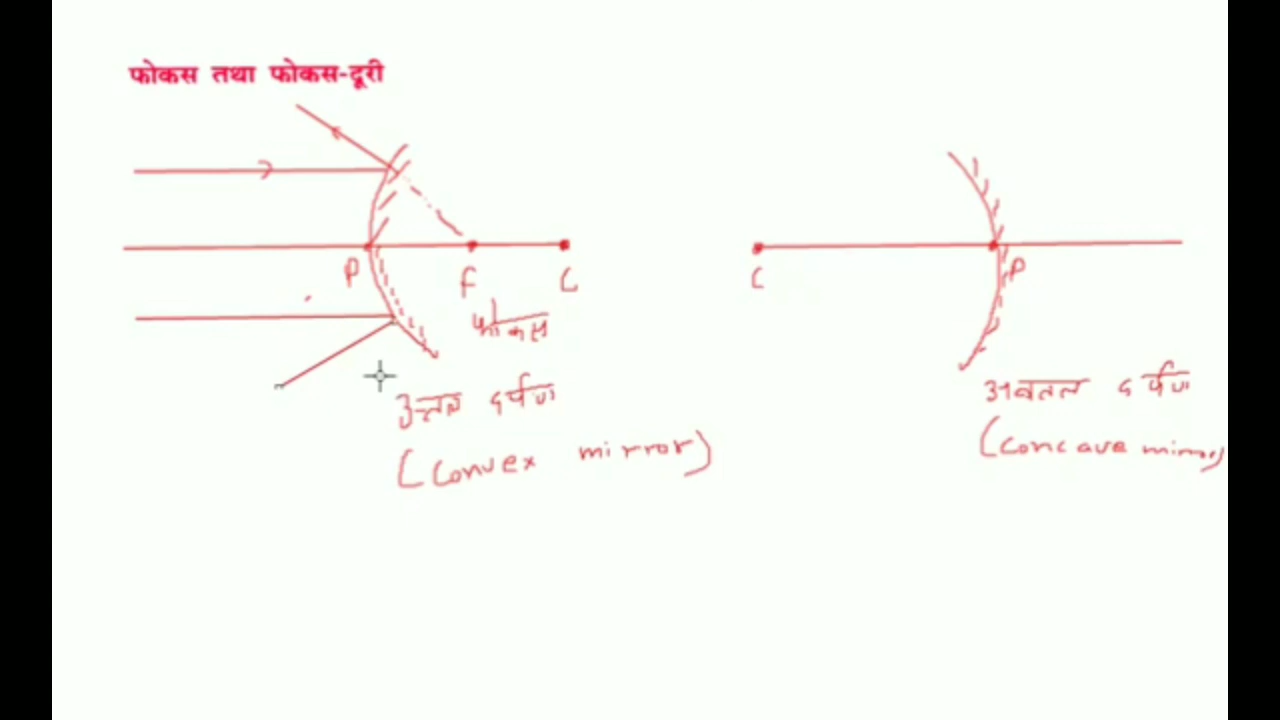 फोकस तथा फोकस-दूरी
P
F
C
फोकस
उत्तल दर्पण
(Convex mirror)
C
P
अवतल दर्पण
(Concave mirror)